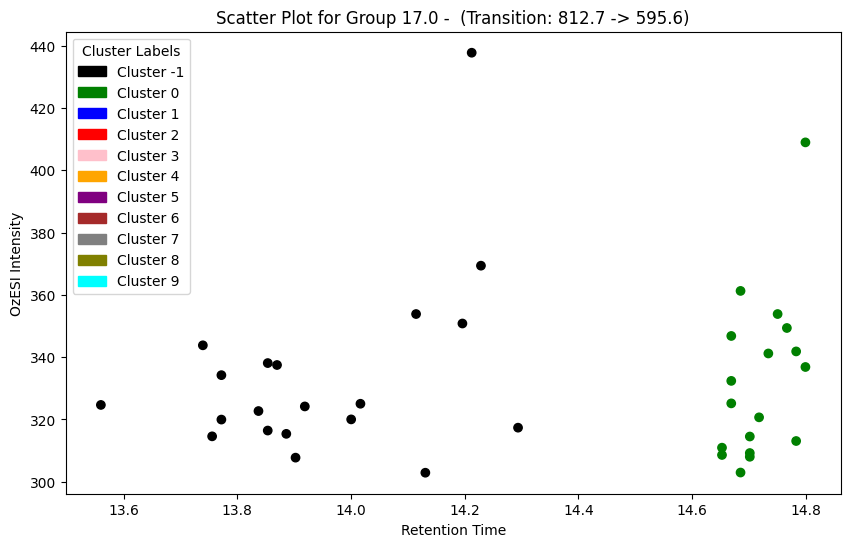 Scatter Plot for Group 17.0 -  (Transition: 812.7 -> 595.6)
Cluster Labels
Cluster -1
Cluster 0
Cluster 1
Cluster 2
Cluster 3
Cluster 4
Cluster 5
Cluster 6
Cluster 7
Cluster 8
Cluster 9
OzESI Intensity
440
420
400
380
360
340
320
300
13.6 13.8 14.0 14.2 14.4 14.6 14.8
Retention Time